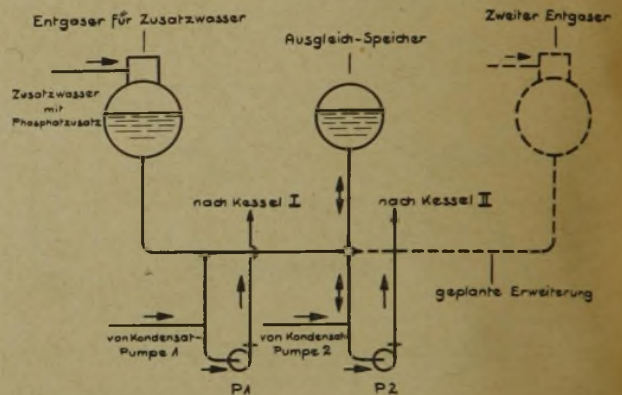 Entgaser für Zusatzwasser
Zusatzwasser
mit
Phosphatzusatz
Ausgleich-Speicher
Zweiter Entgaser
nach Kessel I
nach Kessel II
geplante Erweiterung
von Kondensat-
Pumpe 1
von Kondensat-
Pumpe 2
P1
P2